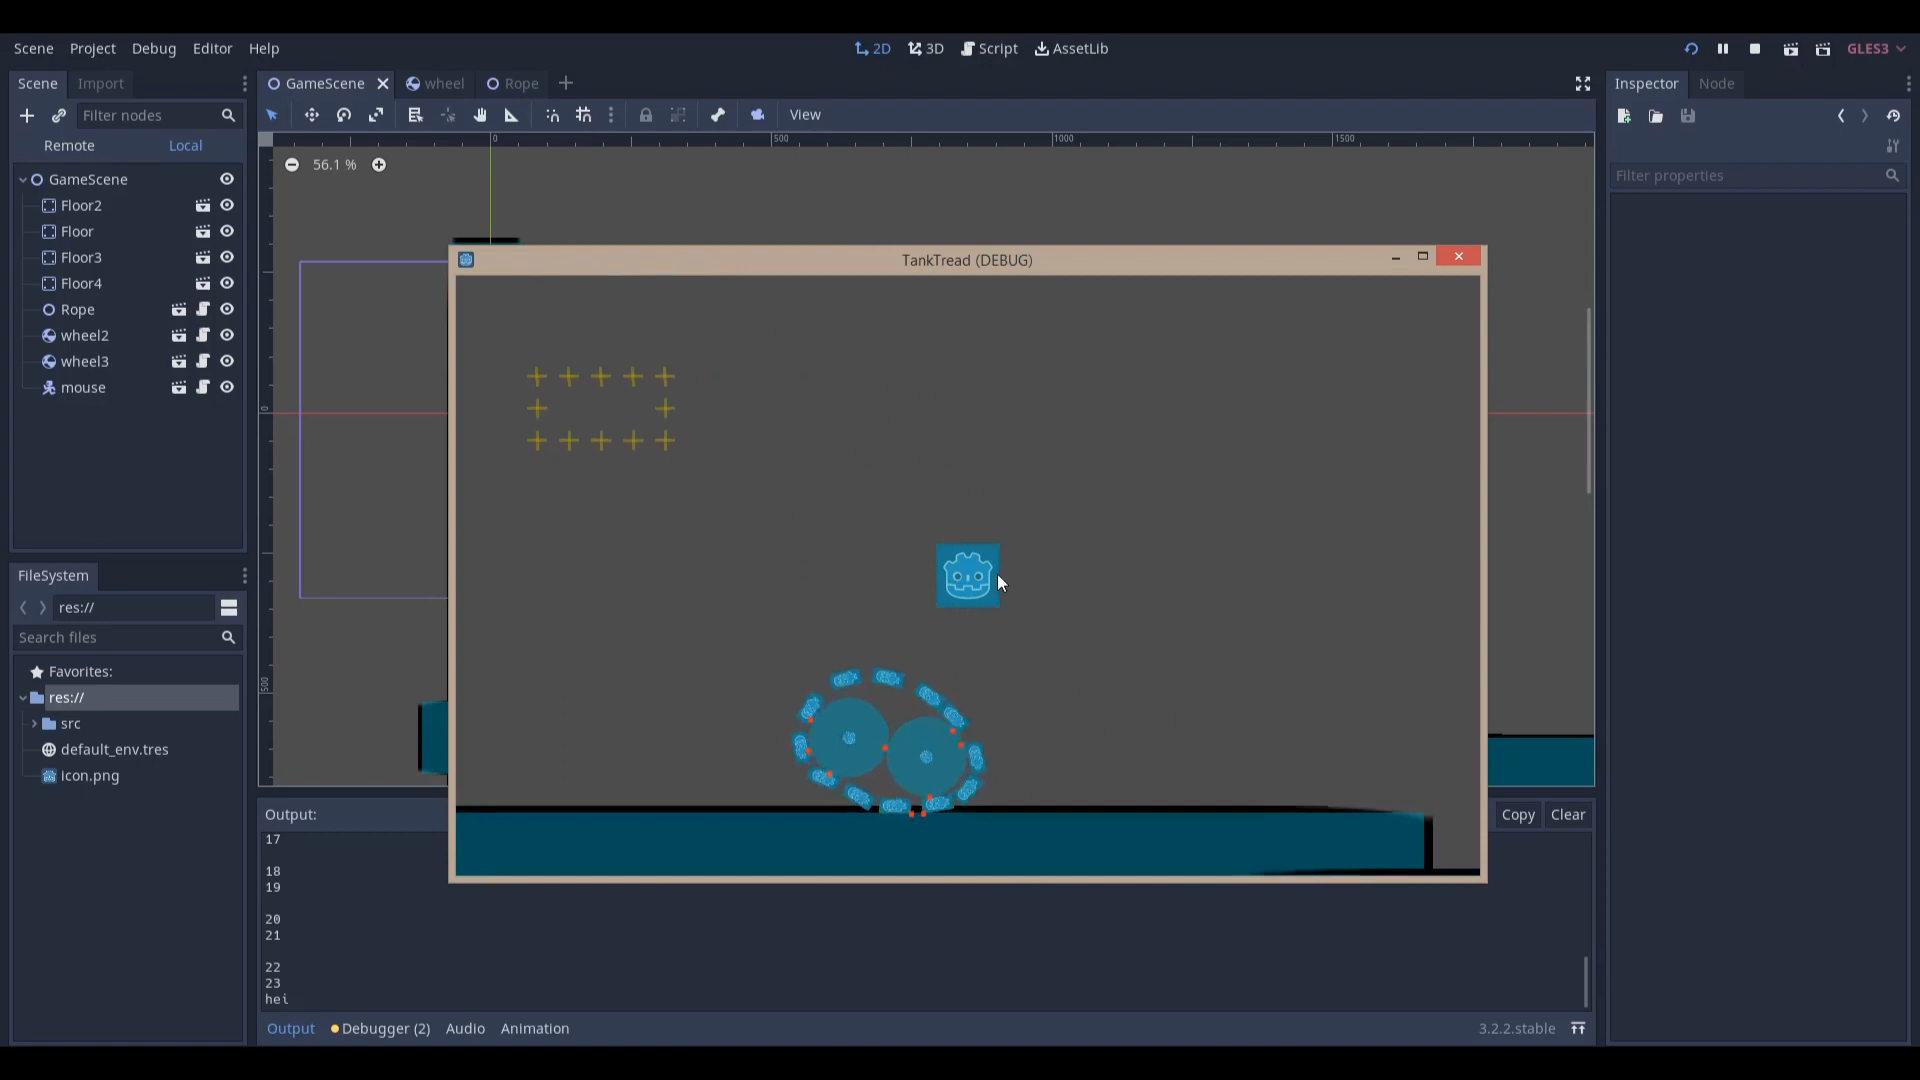 Scene Project Debug Editor Help 2D 3D Script AssetLib GLES3
Scene Import GameScene wheel Rope Inspector Node
Filter nodes View
Remote Local
0 500 1000 1500
56.1 %
Filter properties
GameScene
Floor2
Floor
Floor3
Floor4
Rope
wheel2
wheel3
mouse
0
500
TankTread (DEBUG)
FileSystem
res://
Search files
Favorites:
res://
src
default_env.tres
icon.png
Output: Copy Clear
17
18
19
20
21
22
23
hei
Output Debugger (2) Audio Animation 3.2.2.stable